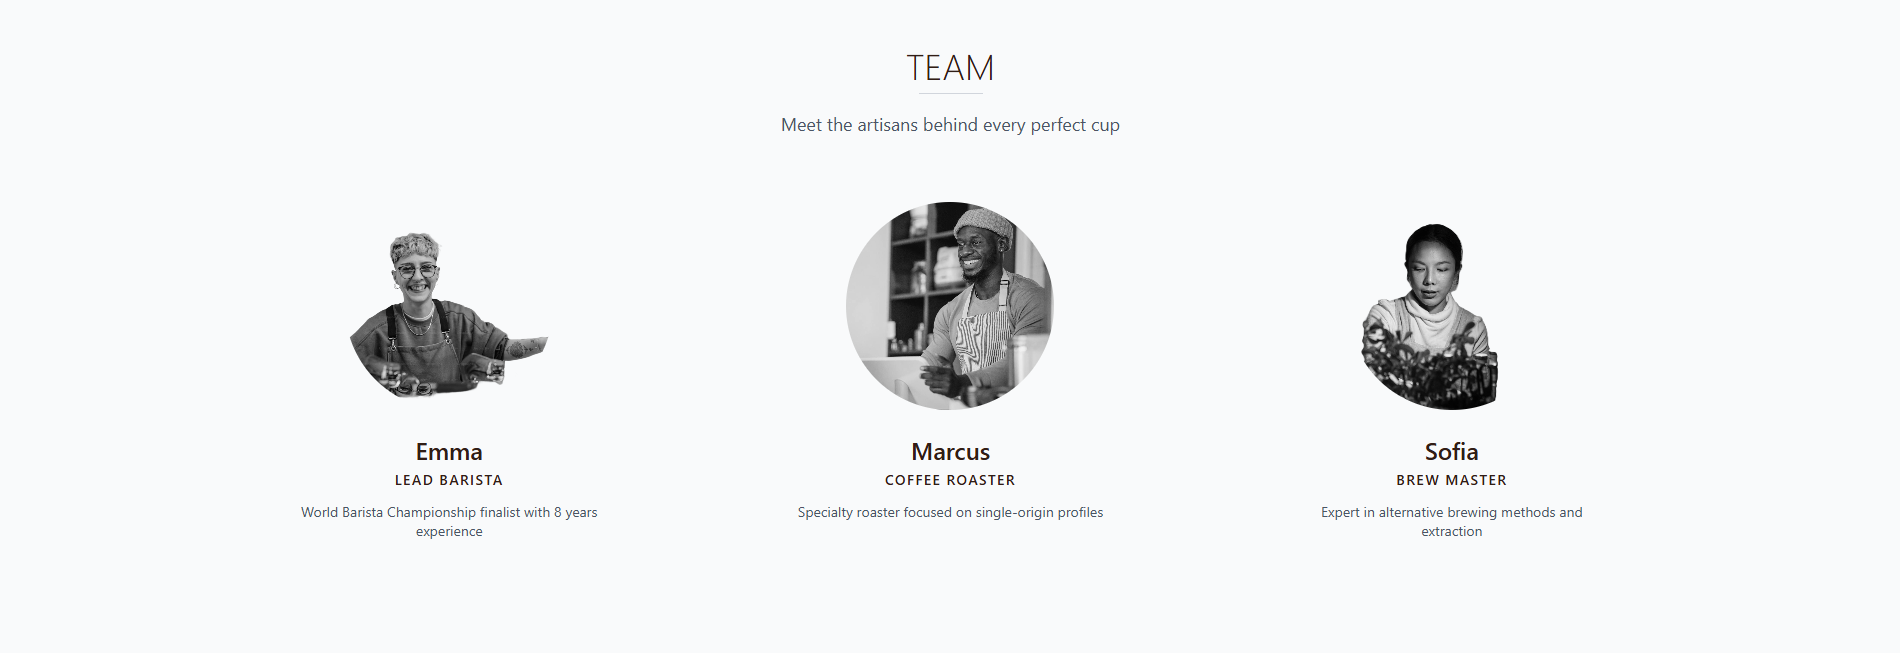 TEAM
Meet the artisans behind every perfect cup
Emma
LEAD BARISTA
World Barista Championship finalist with 8 years
experience
Marcus
COFFEE ROASTER
Specialty roaster focused on single-origin profiles
Sofia
BREW MASTER
Expert in alternative brewing methods and
extraction